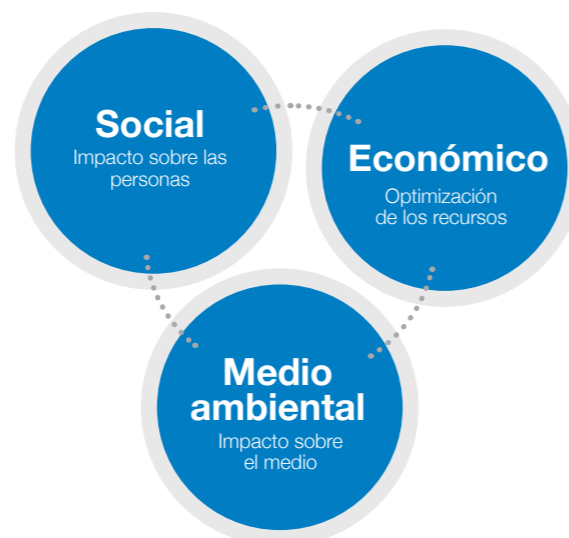 Social
Impacto sobre las
personas
Económico
Optimización
de los recursos
Medio
ambiental
Impacto sobre
el medio